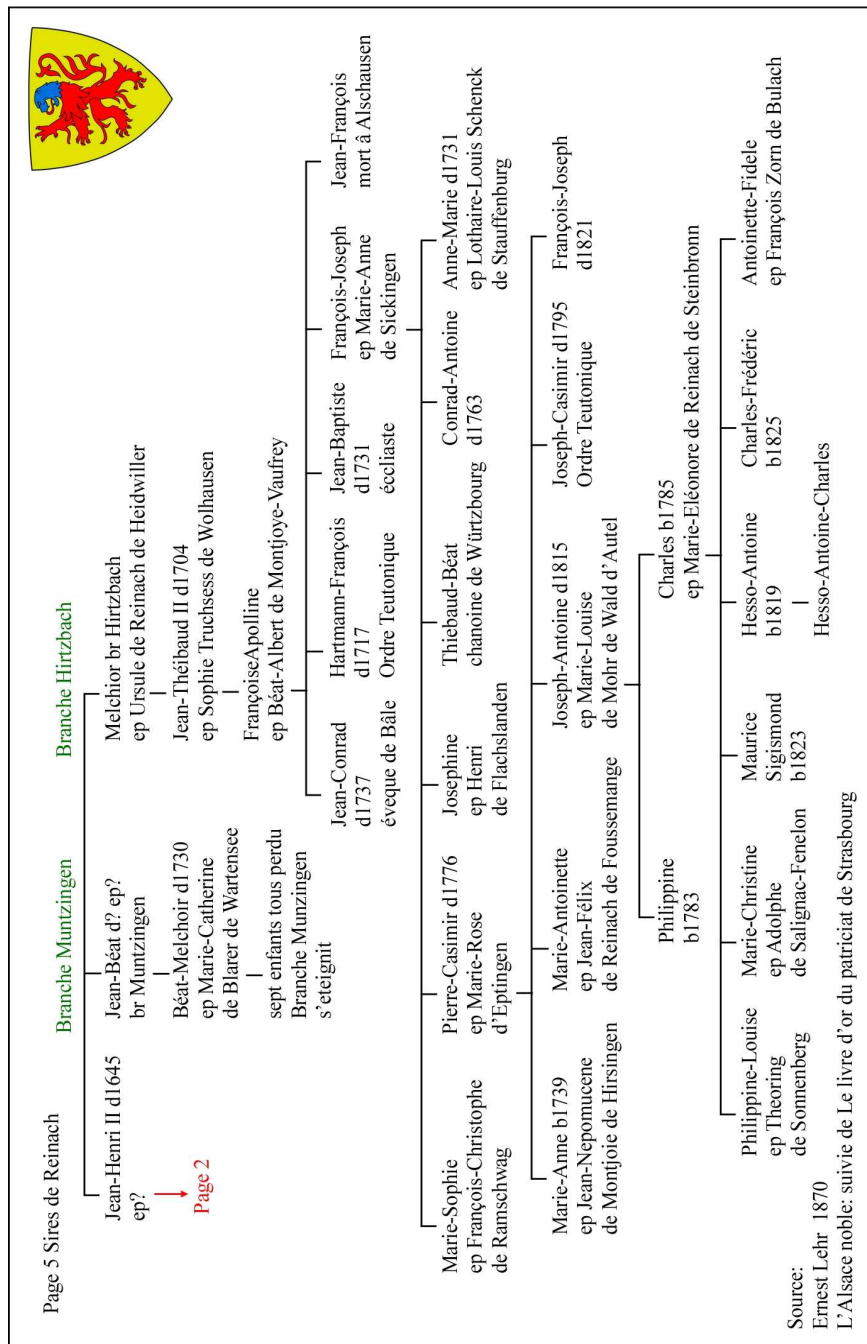 Page 5 Sires de Reinach
Branche Muntzingen
Branche Hirtzbach
Jean-Henri II d1645
ep?
Page 2
Jean-Béat d? ep?
br Muntzingen
Melchior br Hirtzbach
ep Ursule de Reinach de Heidwiller
Béat-Melchoir d1730
ep Marie-Catherine
de Blarer de Wartensee
Jean-Théibaud II d1704
ep Sophie Truchsess de Wolhausen
sept enfants tous perdu
Branche Munzingen
s'eteignit
FrançoiseApolline
ep Béat-Albert de Montjoye-Vaufrey
Jean-Conrad
d1737
éveque de Bâle
Hartmann-François
d1717
Ordre Teutonique
Jean-Baptiste
d1731
éccliaste
François-Joseph
ep Marie-Anne
de Sickingen
Jean-François
mort â Alschausen
Marie-Sophie
ep François-Christophe
de Ramschwag
Pierre-Casimir d1776
ep Marie-Rose
d'Eptingen
Josephine
ep Henri
de Flachslanden
Thiebaud-Béat
chanoine de Würtzbourg
Conrad-Antoine
d1763
Anne-Marie d1731
ep Lothaire-Louis Schenck
de Stauffenburg
Marie-Anne b1739
ep Jean-Nepomucene
de Montjoie de Hirsingen
Marie-Antoinette
ep Jean-Félix
de Reinach de Foussemange
Joseph-Antoine d1815
ep Marie-Louise
de Mohr de Wald d'Autel
Joseph-Casimir d1795
Ordre Teutonique
François-Joseph
d1821
Philippine
b1783
Charles b1785
ep Marie-Eléonore de Reinach de Steinbronn
Philippine-Louise
ep Theoring
de Sonnenberg
Marie-Christine
ep Adolphe
de Salignac-Fenelon
Maurice
Sigismond
b1823
Hesso-Antoine
b1819
Charles-Frédéric
b1825
Antoinette-Fidele
ep François Zorn de Bulach
Hesso-Antoine-Charles
Source:
Ernest Lehr 1870
L'Alsace noble: suivie de Le livre d'or du patriciat de Strasbourg